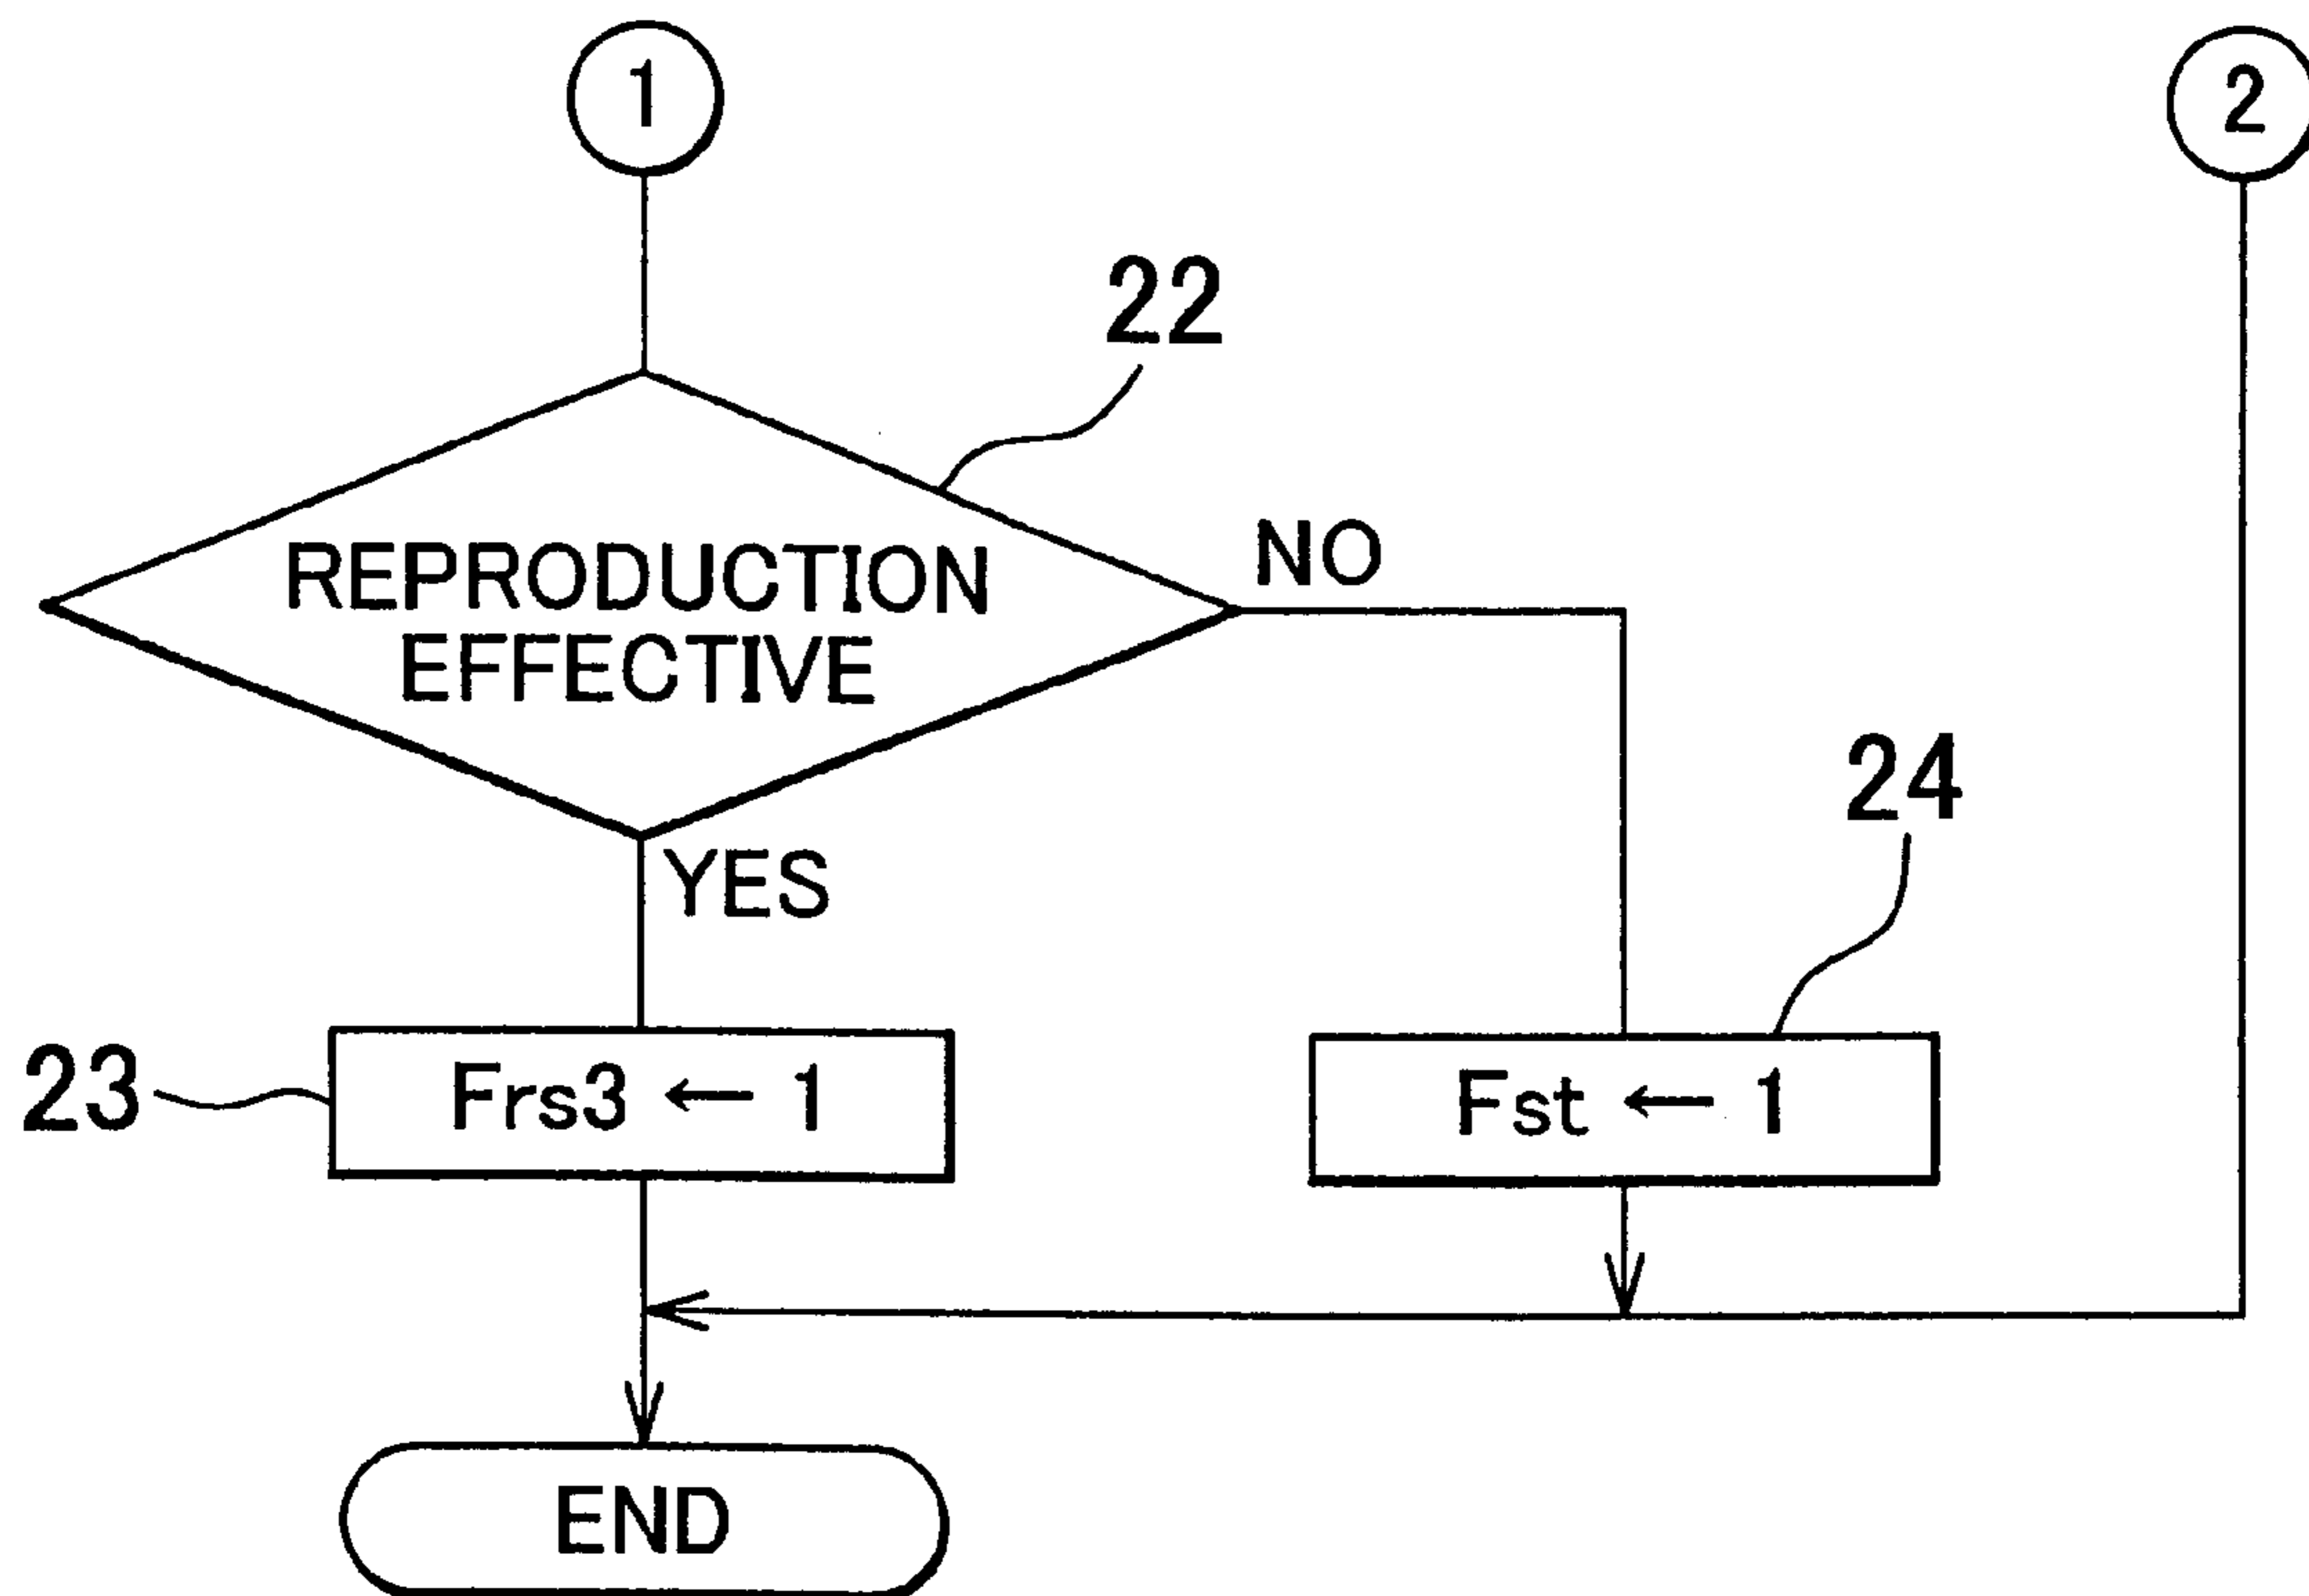 1
2
22
REPRODUCTION
EFFECTIVE
NO
YES
24
23
Frs3 ← 1
Fst ← 1
END